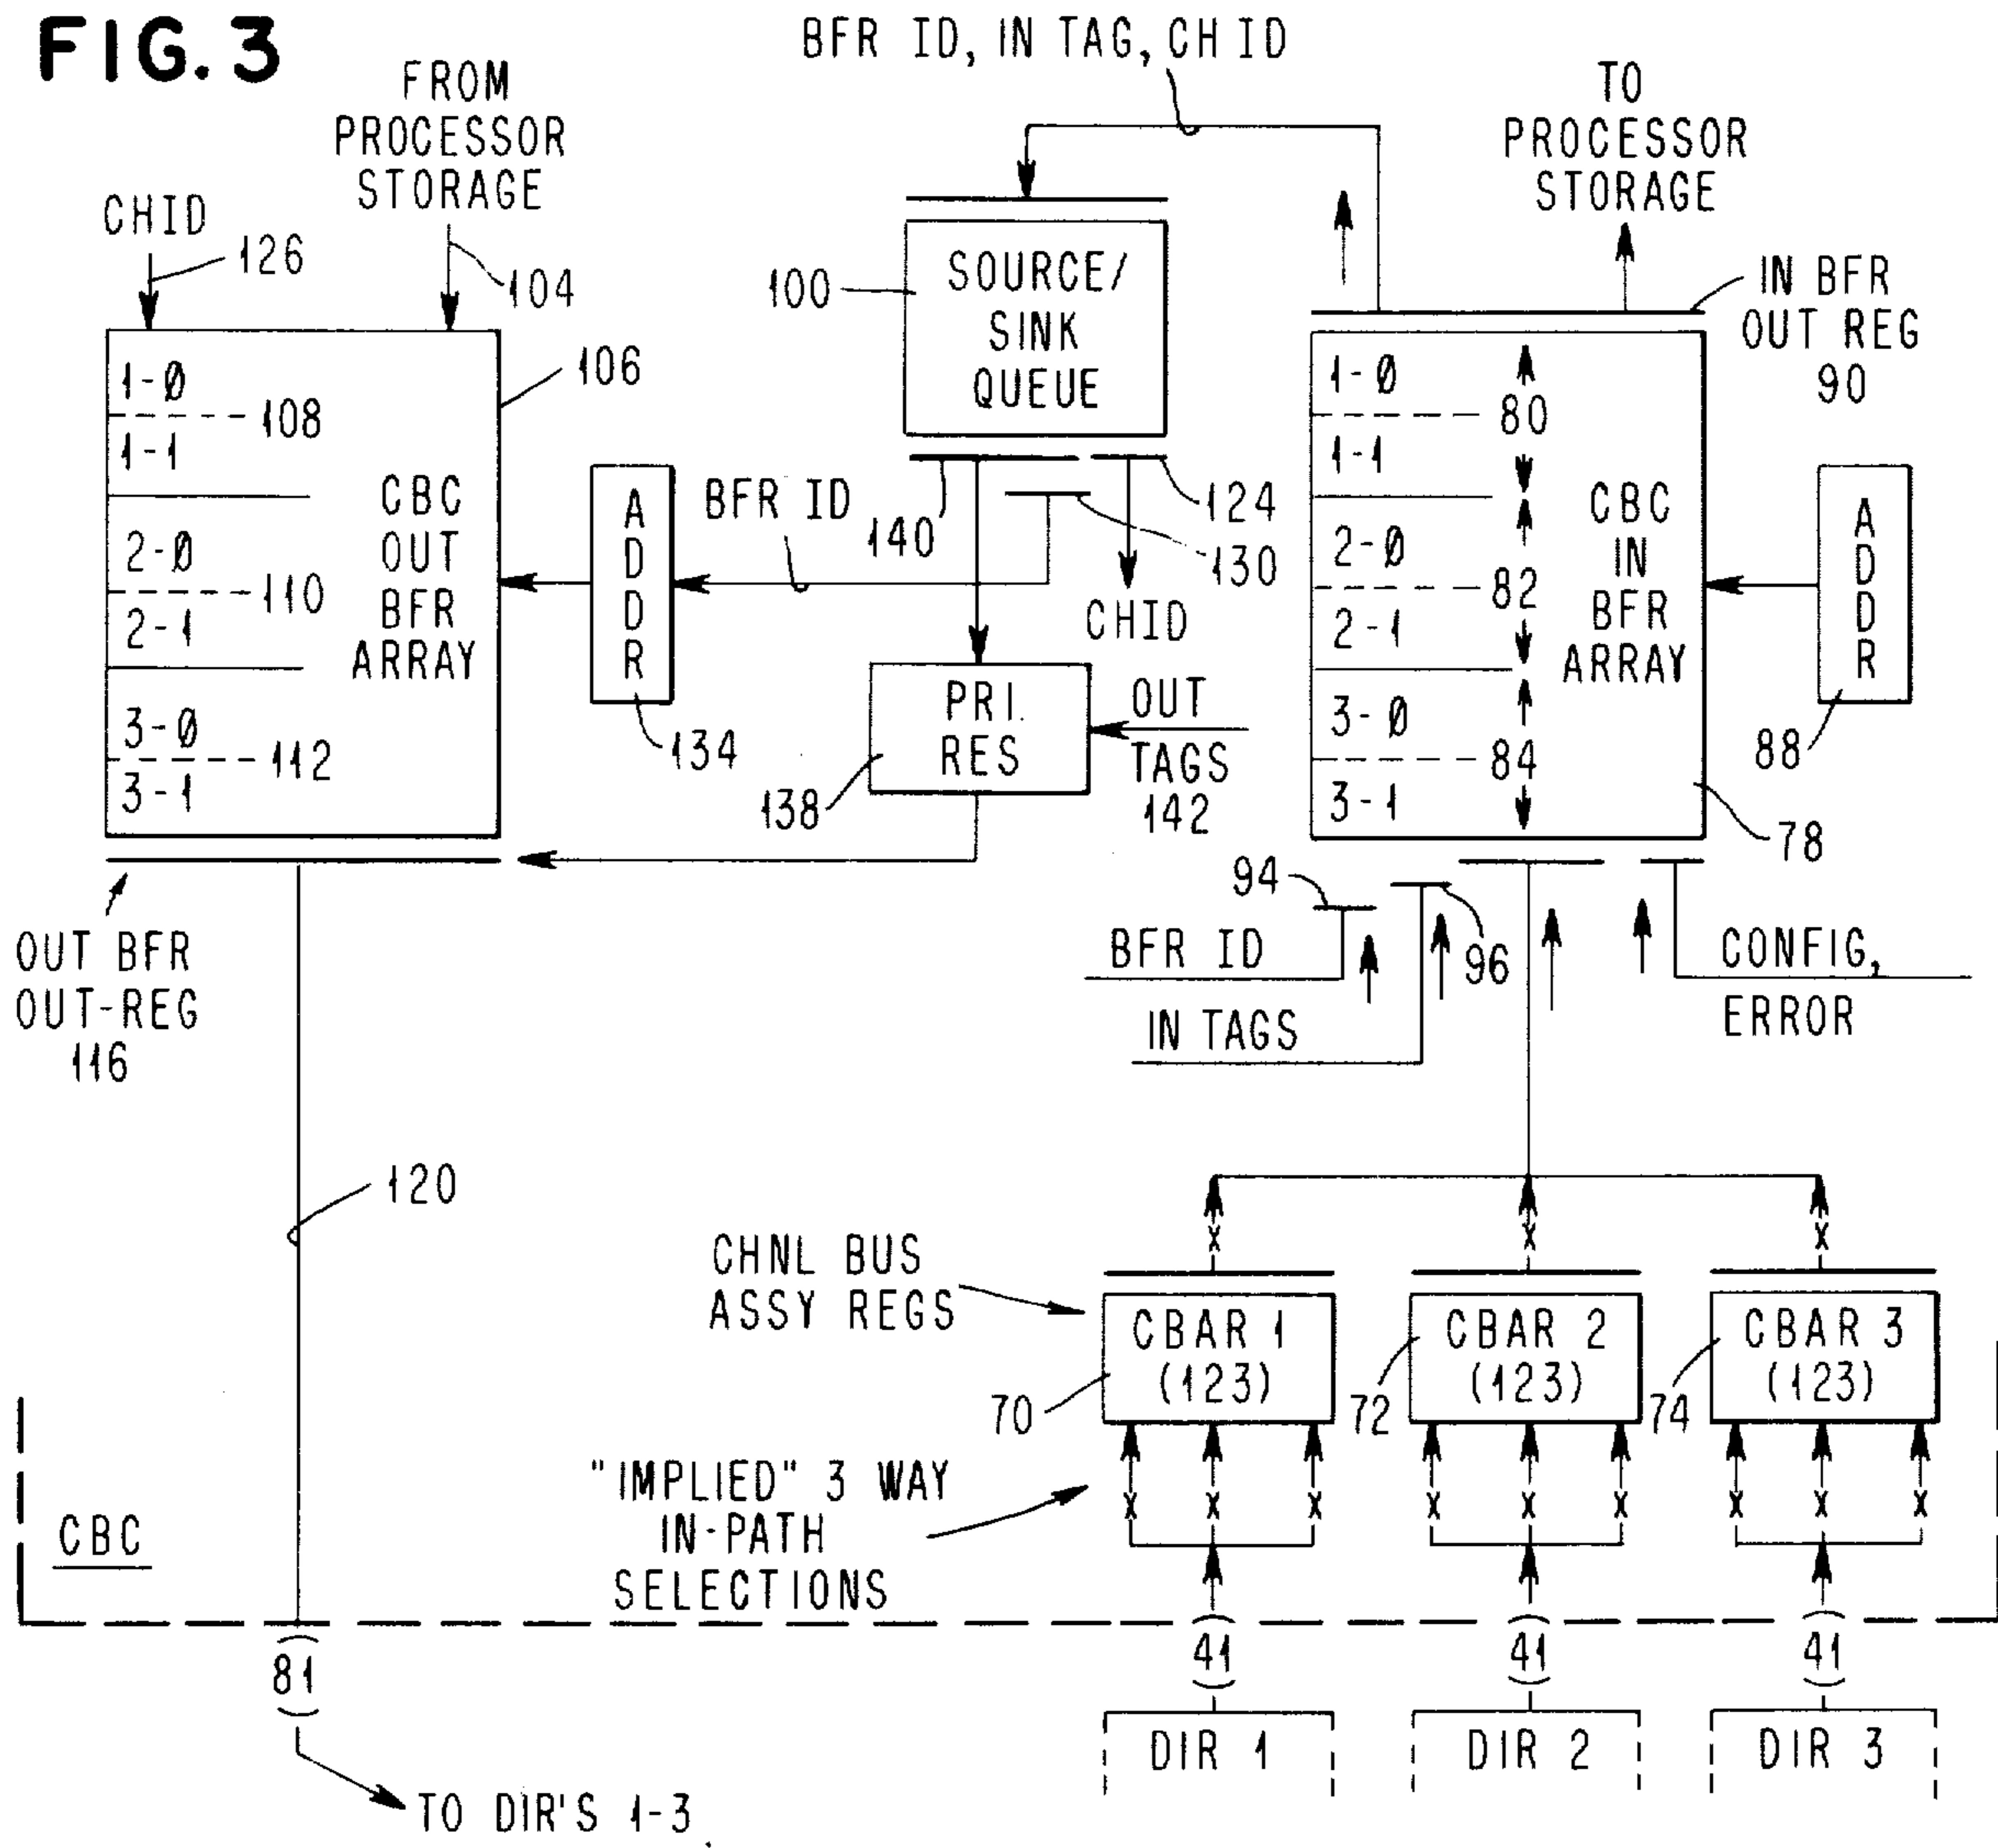 FIG. 3
BFR ID, IN TAG, CH ID
FROM
PROCESSOR
STORAGE
TO
PROCESSOR
STORAGE
CHID
126
104
100
SOURCE/
SINK
QUEUE
IN BFR
OUT REG
90
106
1-Ø
108
1-1
CBC
OUT
BFR
ARRAY
2-Ø
110
2-1
3-Ø
112
3-1
ADDR
134
BFR ID
140
124
130
CHID
PRI.
RES
138
OUT
TAGS
142
1-Ø
80
1-1
CBC
IN
BFR
ARRAY
2-Ø
82
2-1
3-Ø
84
3-1
ADDR
88
78
OUT BFR
OUT-REG
116
94
BFR ID
96
IN TAGS
CONFIG,
ERROR
120
CHNL BUS
ASSY REGS
X X X
CBAR 1
(123)
70
CBAR 2
(123)
72
CBAR 3
(123)
74
"IMPLIED" 3 WAY
IN-PATH
SELECTIONS
X X X X X X X X X
CBC
81
41
41
41
DIR 1
DIR 2
DIR 3
TO DIR'S 1-3